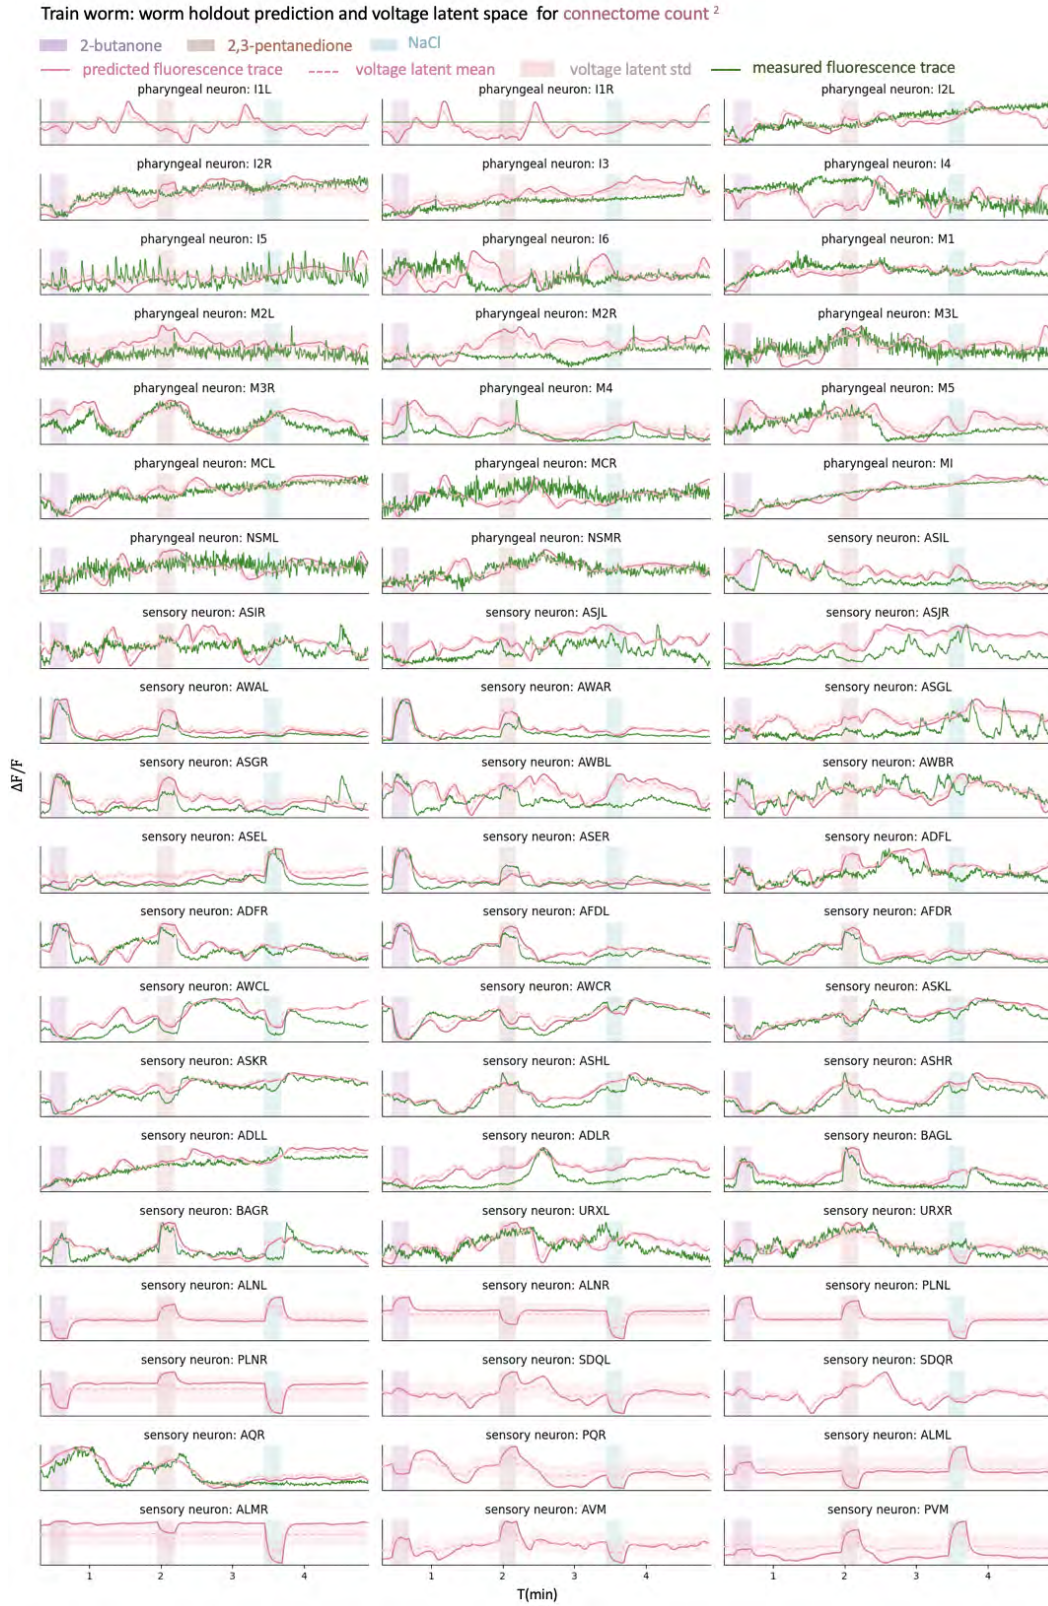 Train worm: worm holdout prediction and voltage latent space for connectome count ²
2-butanone 2,3-pentanedione NaCl
predicted fluorescence trace voltage latent mean voltage latent std measured fluorescence trace
pharyngeal neuron: I1L pharyngeal neuron: I1R pharyngeal neuron: I2L
pharyngeal neuron: I2R pharyngeal neuron: I3 pharyngeal neuron: I4
pharyngeal neuron: I5 pharyngeal neuron: I6 pharyngeal neuron: M1
pharyngeal neuron: M2L pharyngeal neuron: M2R pharyngeal neuron: M3L
pharyngeal neuron: M3R pharyngeal neuron: M4 pharyngeal neuron: M5
pharyngeal neuron: MCL pharyngeal neuron: MCR pharyngeal neuron: MI
pharyngeal neuron: NSML pharyngeal neuron: NSMR sensory neuron: ASIL
sensory neuron: ASIR sensory neuron: ASJL sensory neuron: ASJR
sensory neuron: AWAL sensory neuron: AWAR sensory neuron: ASGL
ΔF/F
sensory neuron: ASGR sensory neuron: AWBL sensory neuron: AWBR
sensory neuron: ASEL sensory neuron: ASER sensory neuron: ADFL
sensory neuron: ADFR sensory neuron: AFDL sensory neuron: AFDR
sensory neuron: AWCL sensory neuron: AWCR sensory neuron: ASKL
sensory neuron: ASKR sensory neuron: ASHL sensory neuron: ASHR
sensory neuron: ADLL sensory neuron: ADLR sensory neuron: BAGL
sensory neuron: BAGR sensory neuron: URXL sensory neuron: URXR
sensory neuron: ALNL sensory neuron: ALNR sensory neuron: PLNL
sensory neuron: PLNR sensory neuron: SDQL sensory neuron: SDQR
sensory neuron: AQR sensory neuron: PQR sensory neuron: ALML
sensory neuron: ALMR sensory neuron: AVM sensory neuron: PVM
1 2 3 4 1 2 3 4 1 2 3 4
T(min)